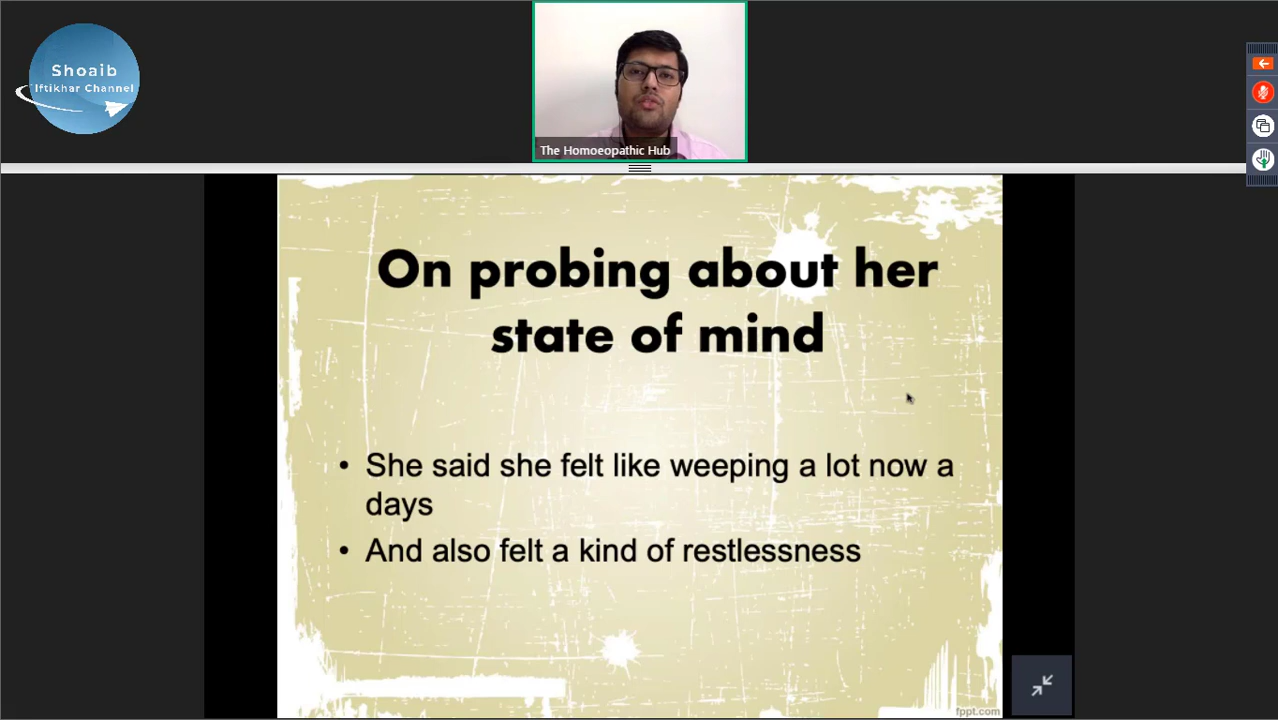 Shoaib
Iftikhar Channel
The Homoeopathic Hub
On probing about her
state of mind
• She said she felt like weeping a lot now a
days
• And also felt a kind of restlessness
fppt.com